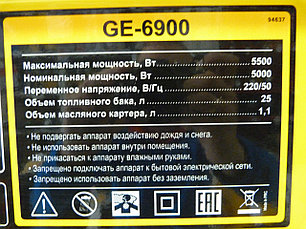 94637
GE-6900
Максимальная мощность, Вт 5500
Номинальная мощность, Вт 5000
Переменное напряжение, В/Гц 220/50
Объем топливного бака, л 25
Объем масляного картера, л 1,1
• Не подвергать аппарат воздействию дождя и снега.
• Не использовать аппарат внутри помещения.
• Не прикасаться к аппарату влажными руками.
• Запрещено подключать аппарат к бытовой электрической сети.
• Запрещено использовать аппарат без заземления.
EAC